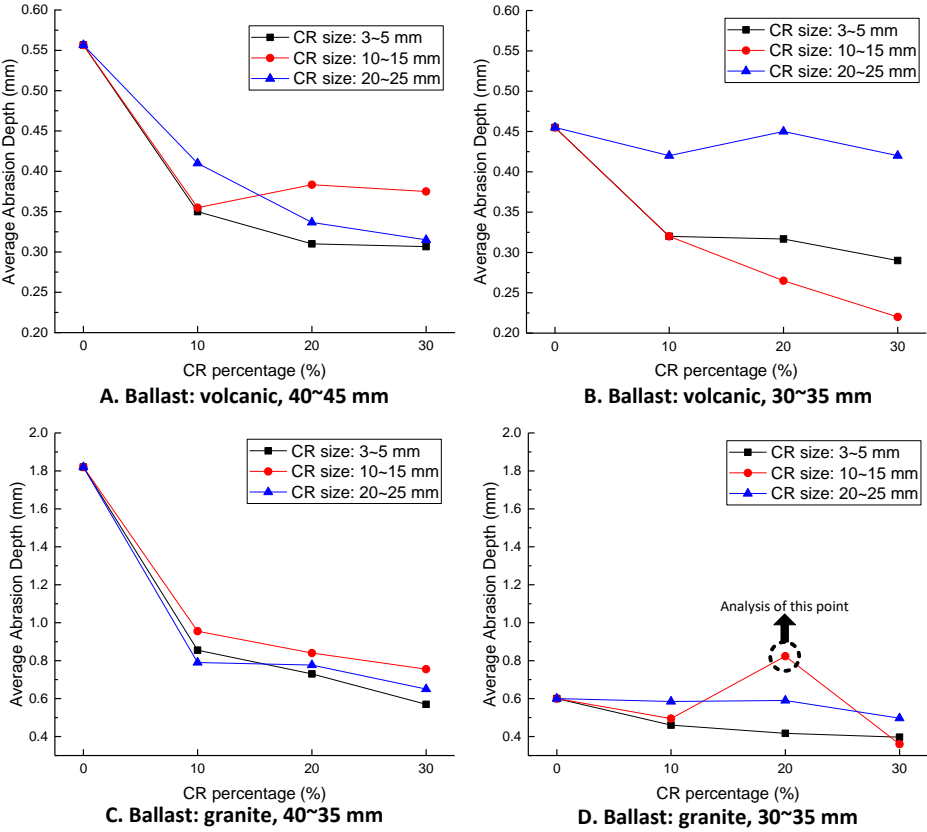 CR size: 3~5 mm
CR size: 10~15 mm
CR size: 20~25 mm
Average Abrasion Depth (mm)
0.60
0.55
0.50
0.45
0.40
0.35
0.30
0.25
0.20
0 10 20 30
CR percentage (%)
A. Ballast: volcanic, 40~45 mm
CR size: 3~5 mm
CR size: 10~15 mm
CR size: 20~25 mm
Average Abrasion Depth (mm)
0.60
0.55
0.50
0.45
0.40
0.35
0.30
0.25
0.20
0 10 20 30
CR percentage (%)
B. Ballast: volcanic, 30~35 mm
CR size: 3~5 mm
CR size: 10~15 mm
CR size: 20~25 mm
Average Abrasion Depth (mm)
2.0
1.8
1.6
1.4
1.2
1.0
0.8
0.6
0.4
0 10 20 30
CR percentage (%)
C. Ballast: granite, 40~35 mm
CR size: 3~5 mm
CR size: 10~15 mm
CR size: 20~25 mm
Average Abrasion Depth (mm)
2.0
1.8
1.6
1.4
1.2
1.0
0.8
0.6
0.4
Analysis of this point
0 10 20 30
CR percentage (%)
D. Ballast: granite, 30~35 mm